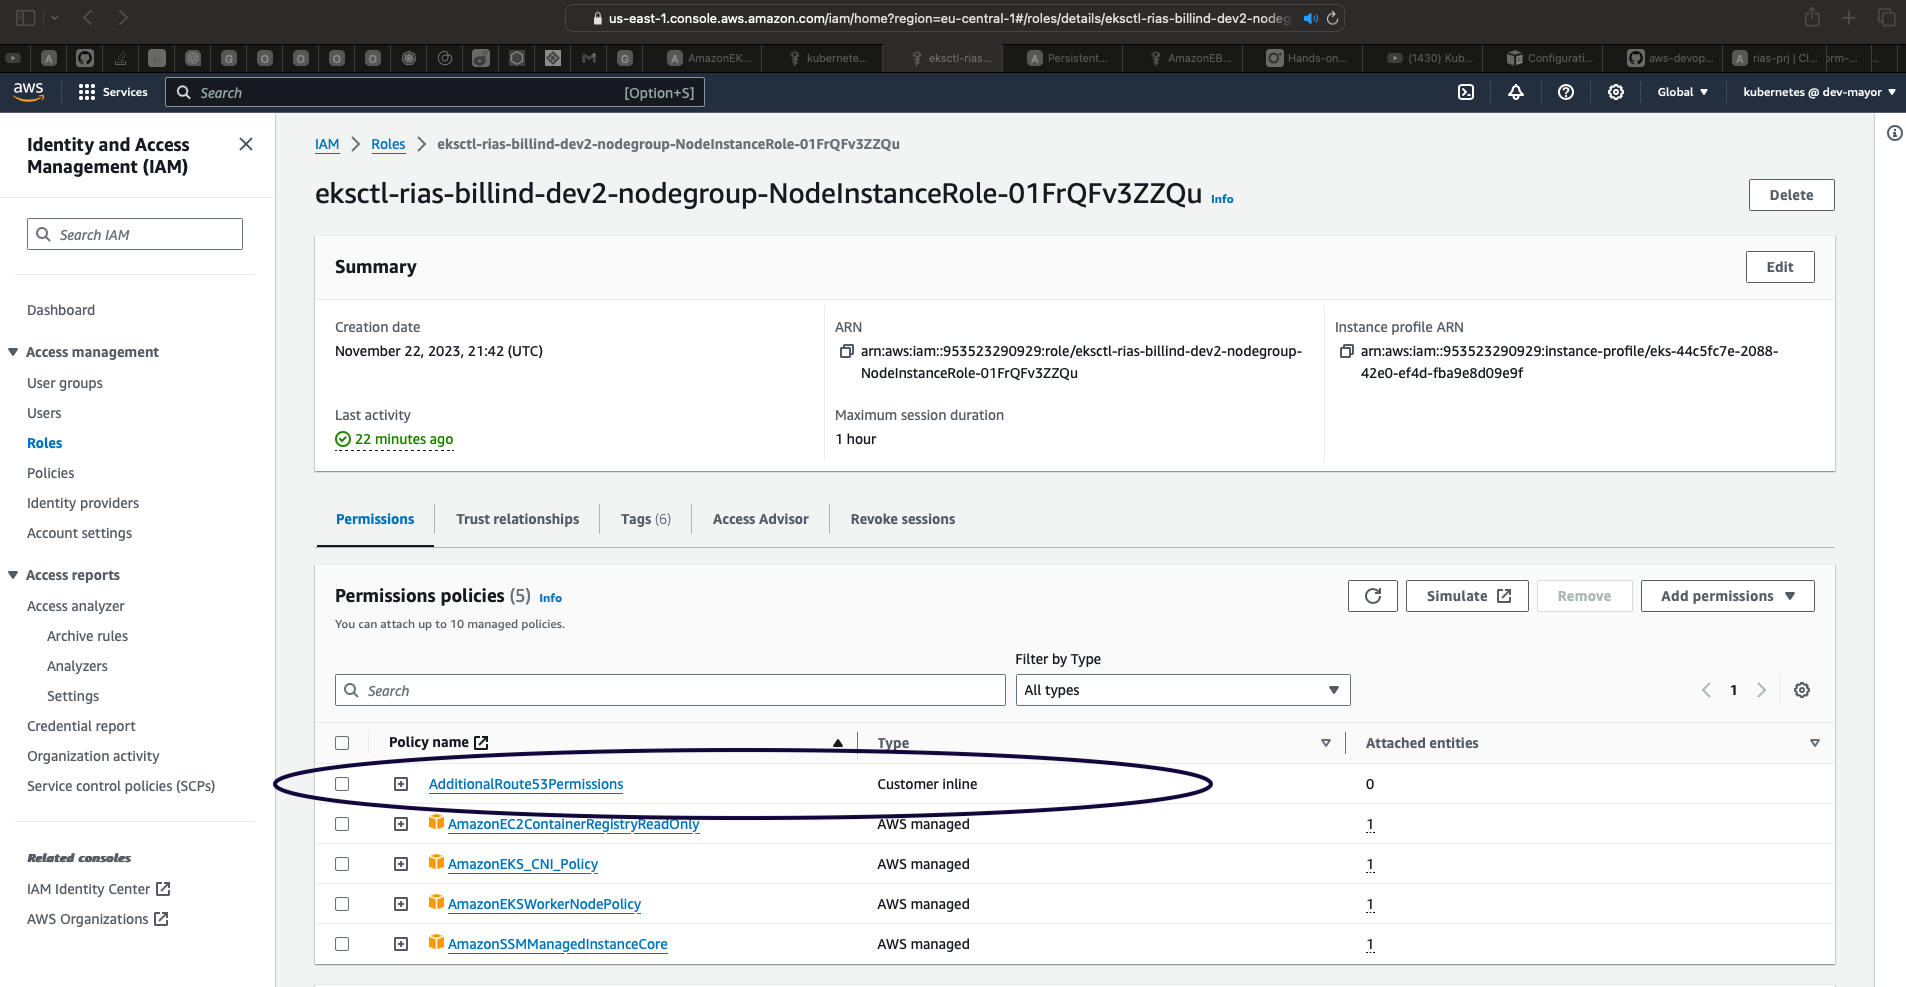 us-east-1.console.aws.amazon.com/iam/home?region=eu-central-1#/roles/details/eksctl-rias-billind-dev2-nodeg
A
G
O
O
O
O
G
A AmazonEK...
kubernete...
eksctl-rias...
A Persistent...
AmazonEB...
Hands-on...
(1430) Kub...
Configurati...
aws-devop...
A rias-prj | Cl...
orm-...
aws
Services
Search
[Option+S]
Global
kubernetes @ dev-mayor
Identity and Access
Management (IAM)
Search IAM
Dashboard
Access management
User groups
Users
Roles
Policies
Identity providers
Account settings
Access reports
Access analyzer
Archive rules
Analyzers
Settings
Credential report
Organization activity
Service control policies (SCPs)
Related consoles
IAM Identity Center
AWS Organizations
IAM > Roles > eksctl-rias-billind-dev2-nodegroup-NodeInstanceRole-01FrQFv3ZZQu
eksctl-rias-billind-dev2-nodegroup-NodeInstanceRole-01FrQFv3ZZQu Info
Delete
Summary
Edit
Creation date
November 22, 2023, 21:42 (UTC)
ARN
arn:aws:iam::953523290929:role/eksctl-rias-billind-dev2-nodegroup-
NodeInstanceRole-01FrQFv3ZZQu
Instance profile ARN
arn:aws:iam::953523290929:instance-profile/eks-44c5fc7e-2088-
42e0-ef4d-fba9e8d09e9f
Last activity
22 minutes ago
Maximum session duration
1 hour
Permissions
Trust relationships
Tags (6)
Access Advisor
Revoke sessions
Permissions policies (5) Info
You can attach up to 10 managed policies.
Simulate
Remove
Add permissions
Filter by Type
Search
All types
1
Policy name
Type
Attached entities
AdditionalRoute53Permissions Customer inline 0
AmazonEC2ContainerRegistryReadOnly AWS managed 1
AmazonEKS_CNI_Policy AWS managed 1
AmazonEKSWorkerNodePolicy AWS managed 1
AmazonSSMManagedInstanceCore AWS managed 1